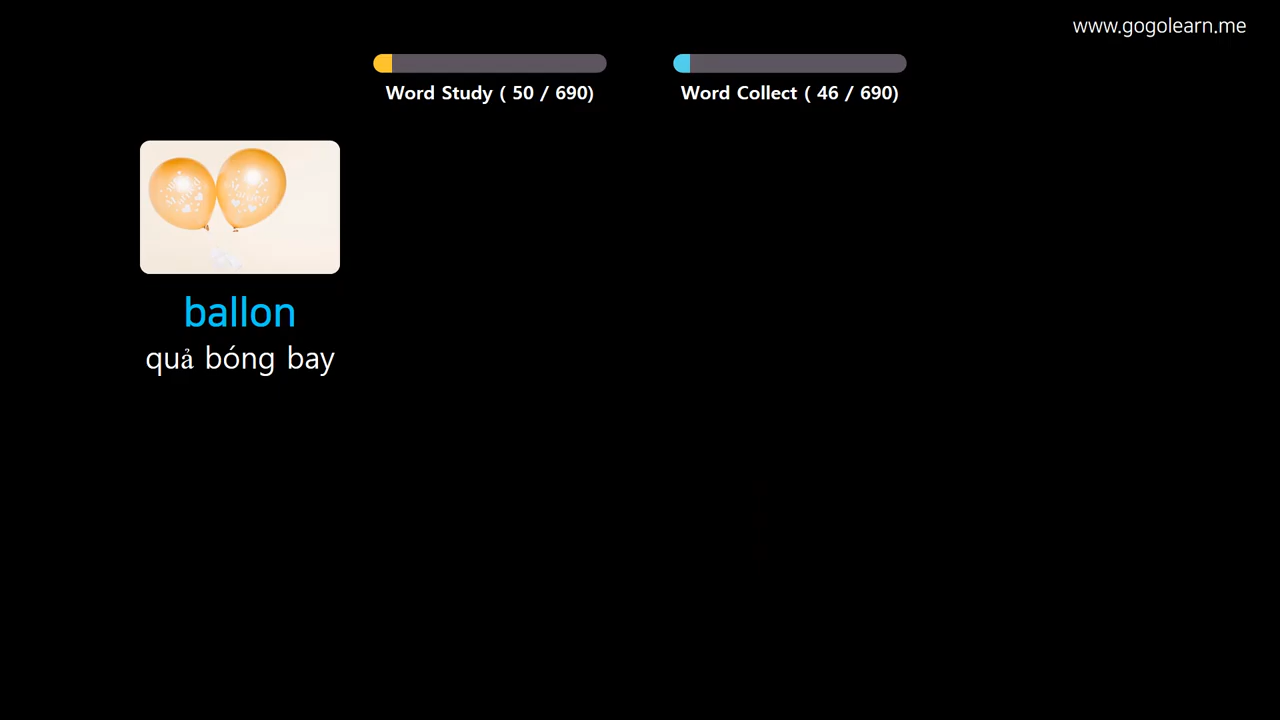 www.gogolearn.me
Word Study ( 50 / 690)
Word Collect ( 46 / 690)
ballon
quả bóng bay